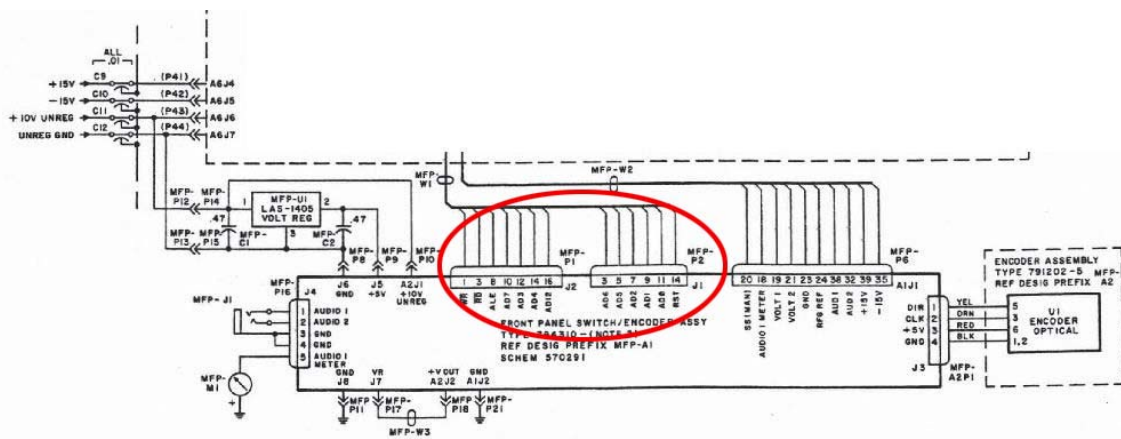 ALL
.01
C9
C10
C11
C12
+15V
-15V
+10V UNREG
UNREG GND
(P41)
(P42)
(P43)
(P44)
A6J4
A6J5
A6J6
A6J7
MFP-W1
MFP-W2
MFP-P12
MFP-P14
MFP-U1
LAS-1405
VOLT REG
1
2
3
.47
.47
MFP-P13
MFP-P15
MFP-C1
MFP-C2
MFP-P8
MFP-P9
MFP-P10
MFP-P1
MFP-P2
MFP-P6
MFP-P16
J4
J6
GND
J5
+5V
A2J1
+10V
UNREG
1 3 8 10 12 14 16
J2
WR RD ALE AD7 AD3 AD4
3 5 7 9 11 14
J1
AD6 AD5 AD2 AD1 AD0 RST
20 18 19 21 23 24 38 32 39 35
A1J1
AUDIO 1 METER VOLT 1 VOLT 2 GND RFG REF AUD 1 AUD 2 +15V -15V
MFP-J1
1 AUDIO 1
2 AUDIO 2
3 GND
4 GND
5 AUDIO 1
METER
MFP-M1
+
FRONT PANEL SWITCH/ENCODER ASSY
REF DESIG PREFIX MFP-A1
SCHEM 570291
GND
J8
VR
J7
+VOUT
A2J2
GND
A1J2
MFP-P11
MFP-P17
MFP-P18
MFP-P21
MFP-W3
DIR 1 YEL 5
CLK 2 ORN 3
+5V 3 RED 6
GND 4 BLK 1,2
J3
MFP-A2P1
ENCODER ASSEMBLY
TYPE 791202-5
REF DESIG PREFIX
MFP-A2
U1
ENCODER
OPTICAL